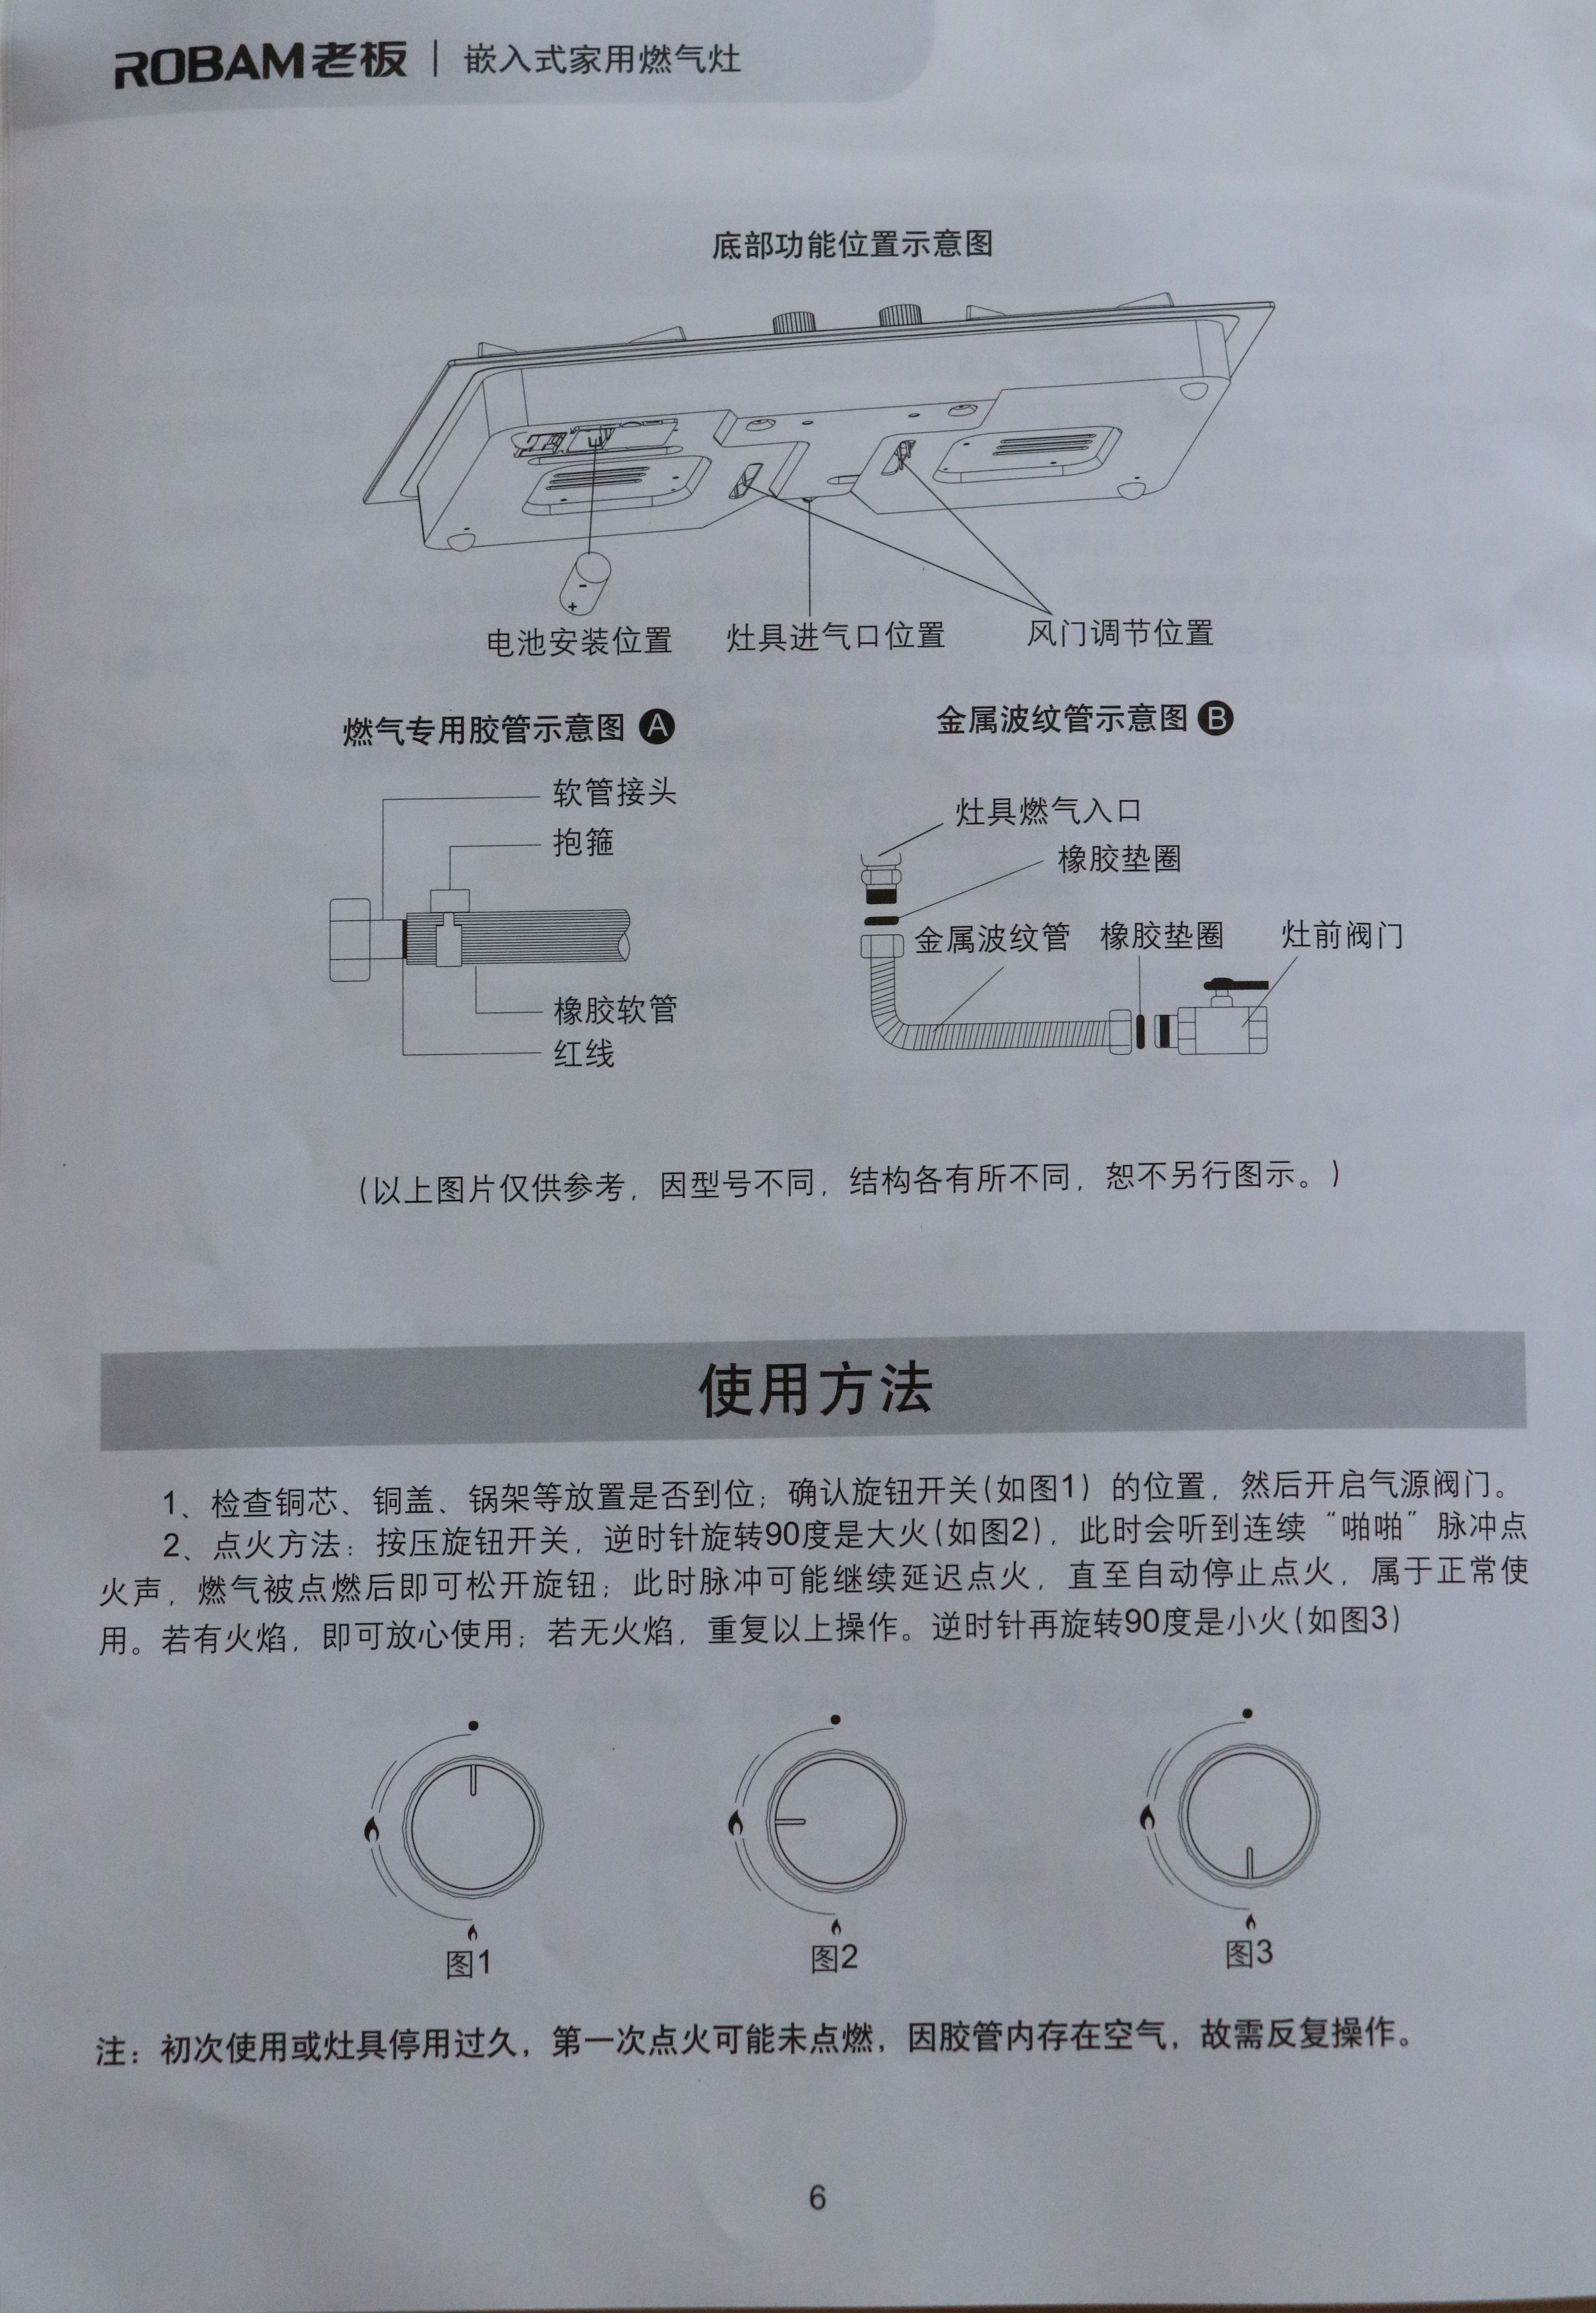 ROBAM老板 | 嵌入式家用燃气灶
底部功能位置示意图
- +
电池安装位置 灶具进气口位置 风门调节位置
燃气专用胶管示意图 A
软管接头
抱箍
橡胶软管
红线
金属波纹管示意图 B
灶具燃气入口
橡胶垫圈
金属波纹管 橡胶垫圈 灶前阀门
(以上图片仅供参考，因型号不同，结构各有所不同，恕不另行图示。)
使用方法
1、检查铜芯、铜盖、锅架等放置是否到位；确认旋钮开关(如图1) 的位置，然后开启气源阀门。
2、点火方法：按压旋钮开关，逆时针旋转90度是大火(如图2)，此时会听到连续“啪啪”脉冲点
火声，燃气被点燃后即可松开旋钮；此时脉冲可能继续延迟点火，直至自动停止点火，属于正常使
用。若有火焰，即可放心使用；若无火焰，重复以上操作。逆时针再旋转90度是小火(如图3)
图1 图2 图3
注：初次使用或灶具停用过久，第一次点火可能未点燃，因胶管内存在空气，故需反复操作。
6